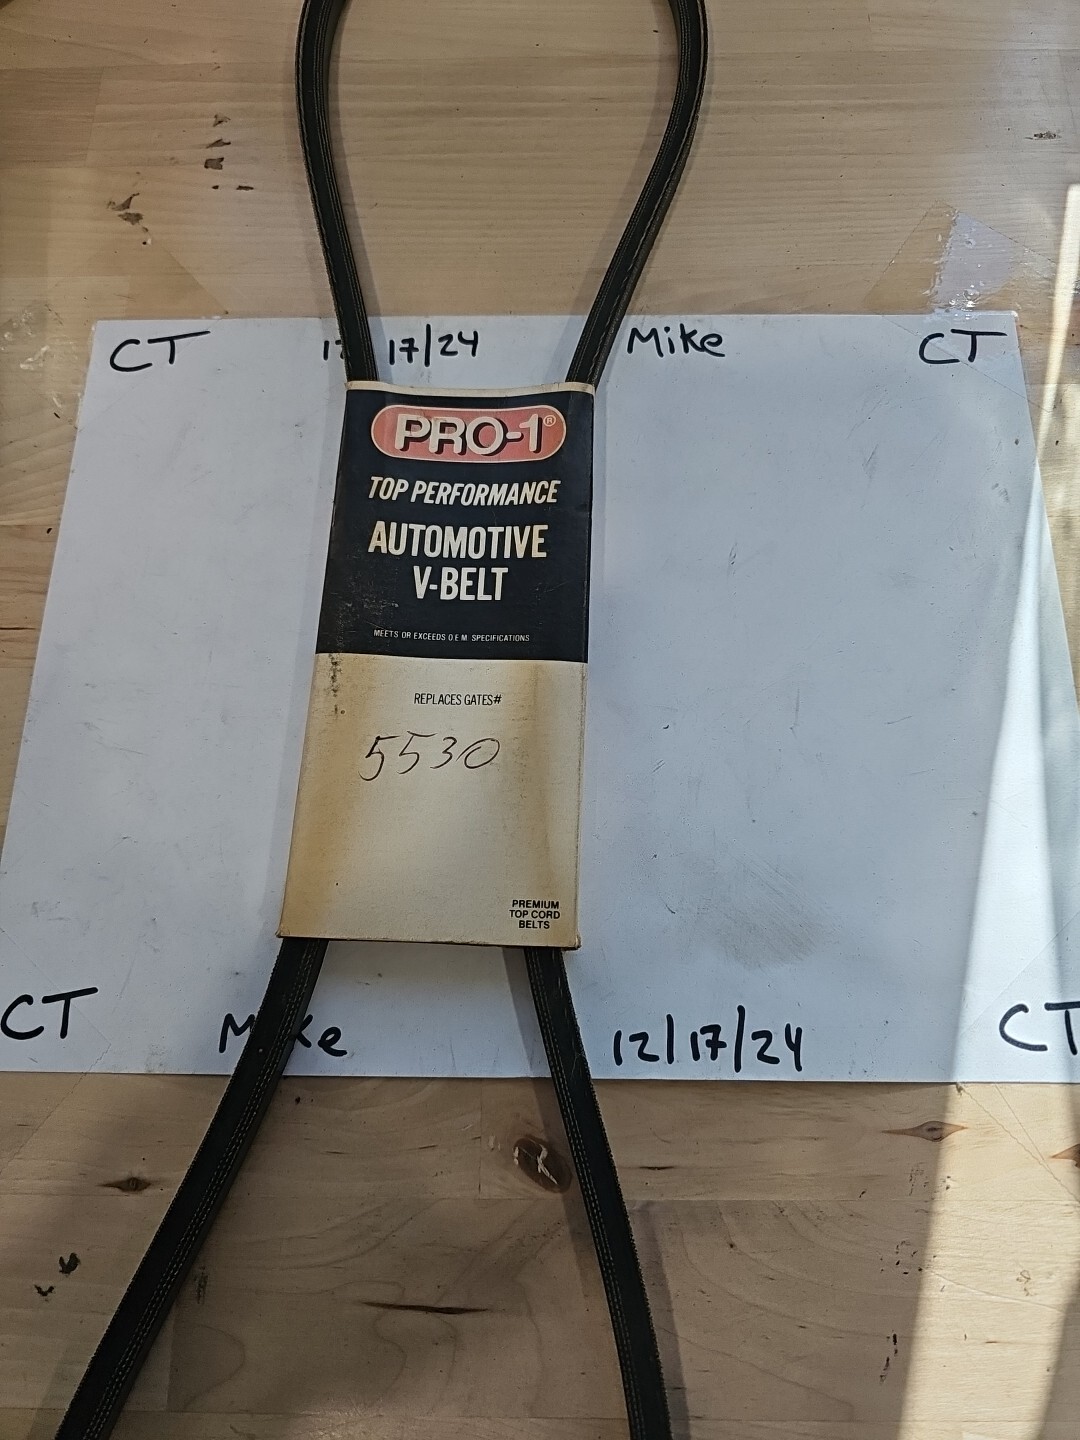 CT 12/17/24 Mike CT
PRO-1®
TOP PERFORMANCE
AUTOMOTIVE
V-BELT
MEETS OR EXCEEDS O.E.M. SPECIFICATIONS
REPLACES GATES#
5530
PREMIUM
TOP CORD
BELTS
CT Mike 12/17/24 CT